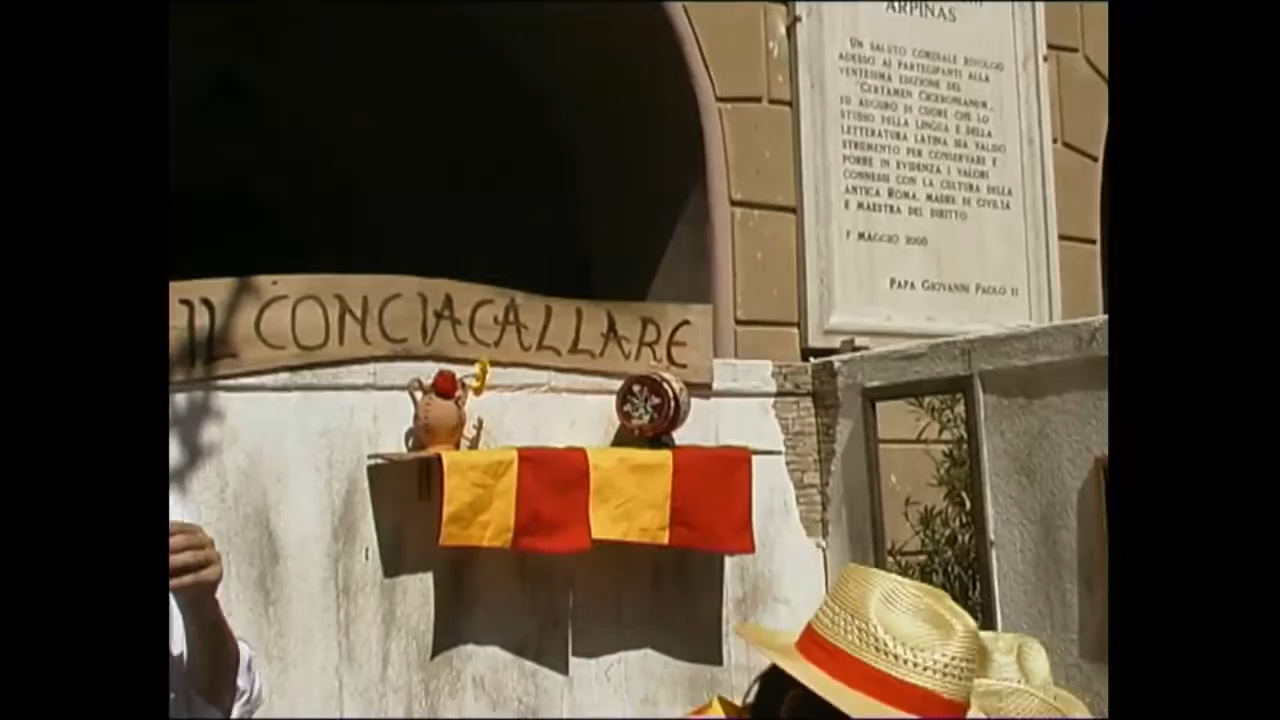 ARPINAS
UN SALUTO CORDIALE RIVOLGO
ADESSO AI PARTECIPANTI ALLA
VENTESIMA EDIZIONE DEL
"CERTAMEN CICERONIANUM"
ED AUGURO DI CUORE CHE LO
STUDIO DELLA LINGUA E DELLA
LETTERATURA LATINA SIA VALIDO
STRUMENTO PER CONSERVARE E
PORRE IN EVIDENZA I VALORI
CONNESSI CON LA CULTURA DELLA
ANTICA ROMA, MADRE DI CIVILTÀ
E MAESTRA DEL DIRITTO
MAGGIO 2000
PAPA GIOVANNI PAOLO II
IL CONCIACALLARE